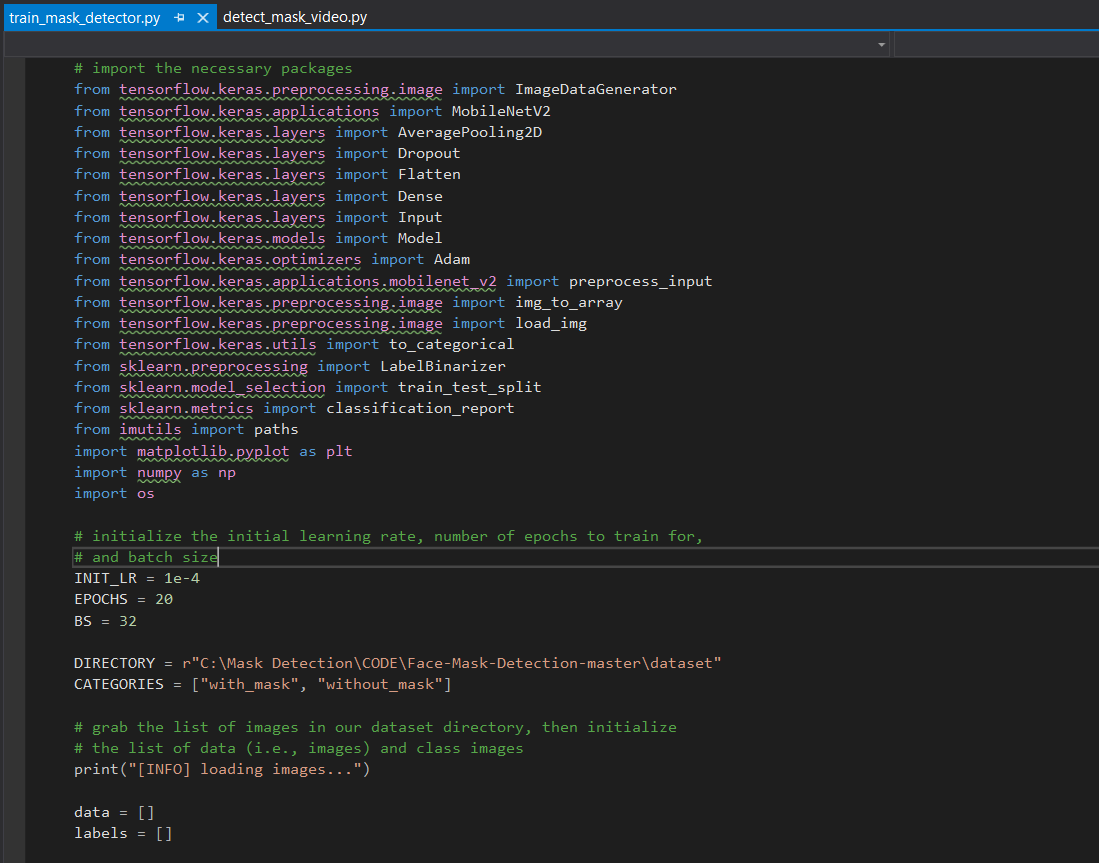 train_mask_detector.py detect_mask_video.py
# import the necessary packages
from tensorflow.keras.preprocessing.image import ImageDataGenerator
from tensorflow.keras.applications import MobileNetV2
from tensorflow.keras.layers import AveragePooling2D
from tensorflow.keras.layers import Dropout
from tensorflow.keras.layers import Flatten
from tensorflow.keras.layers import Dense
from tensorflow.keras.layers import Input
from tensorflow.keras.models import Model
from tensorflow.keras.optimizers import Adam
from tensorflow.keras.applications.mobilenet_v2 import preprocess_input
from tensorflow.keras.preprocessing.image import img_to_array
from tensorflow.keras.preprocessing.image import load_img
from tensorflow.keras.utils import to_categorical
from sklearn.preprocessing import LabelBinarizer
from sklearn.model_selection import train_test_split
from sklearn.metrics import classification_report
from imutils import paths
import matplotlib.pyplot as plt
import numpy as np
import os
# initialize the initial learning rate, number of epochs to train for,
# and batch size
INIT_LR = 1e-4
EPOCHS = 20
BS = 32
DIRECTORY = r"C:\Mask Detection\CODE\Face-Mask-Detection-master\dataset"
CATEGORIES = ["with_mask", "without_mask"]
# grab the list of images in our dataset directory, then initialize
# the list of data (i.e., images) and class images
print("[INFO] loading images...")
data = []
labels = []